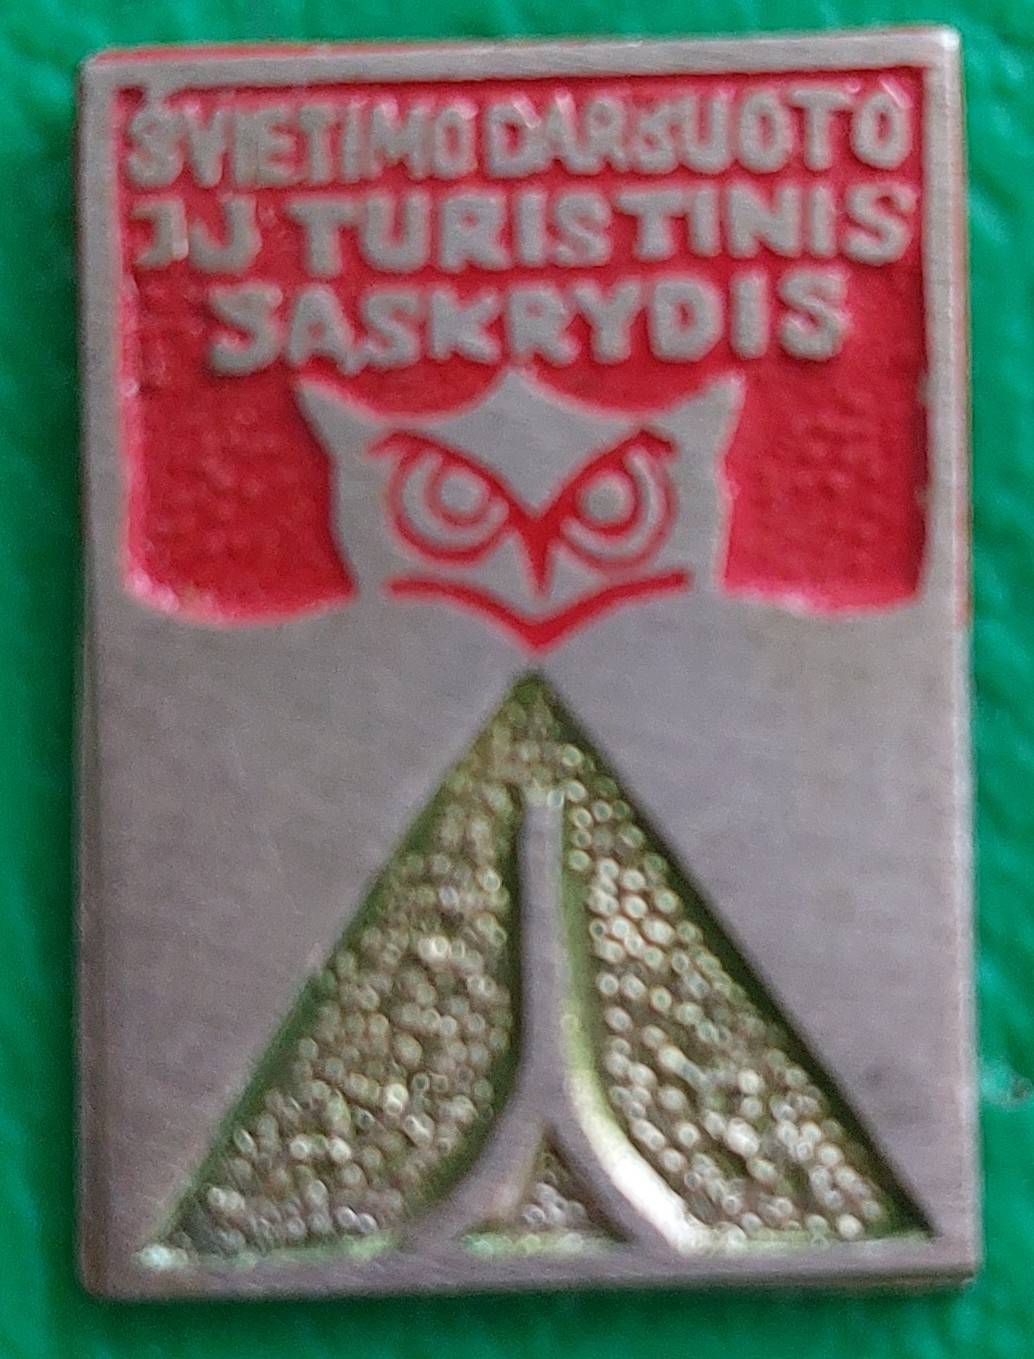 ŠVIETIMO DARBUOTO
JŲ TURISTINIS
SĄSKRYDIS